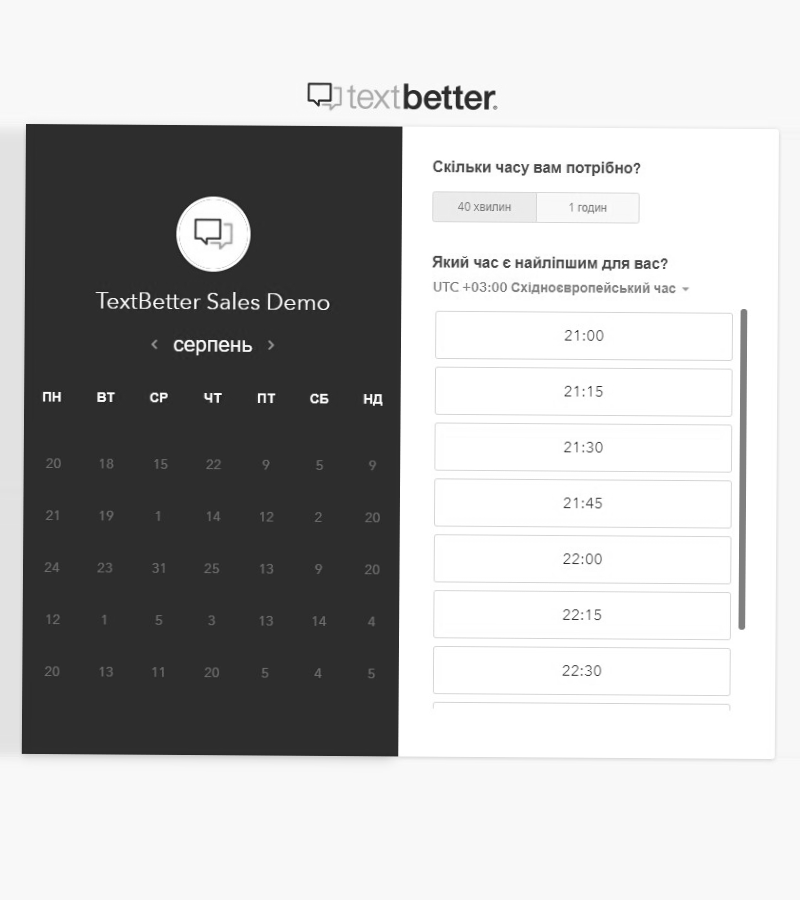 textbetter.
TextBetter Sales Demo
‹ серпень ›
ПН ВТ СР ЧТ ПТ СБ НД
20 18 15 22 9 5 9
21 19 1 14 12 2 20
24 23 31 25 13 9 20
12 1 5 3 13 14 4
20 13 11 20 5 4 5
Скільки часу вам потрібно?
40 хвилин 1 годин
Який час є найліпшим для вас?
UTC +03:00 Східноєвропейський час
21:00
21:15
21:30
21:45
22:00
22:15
22:30